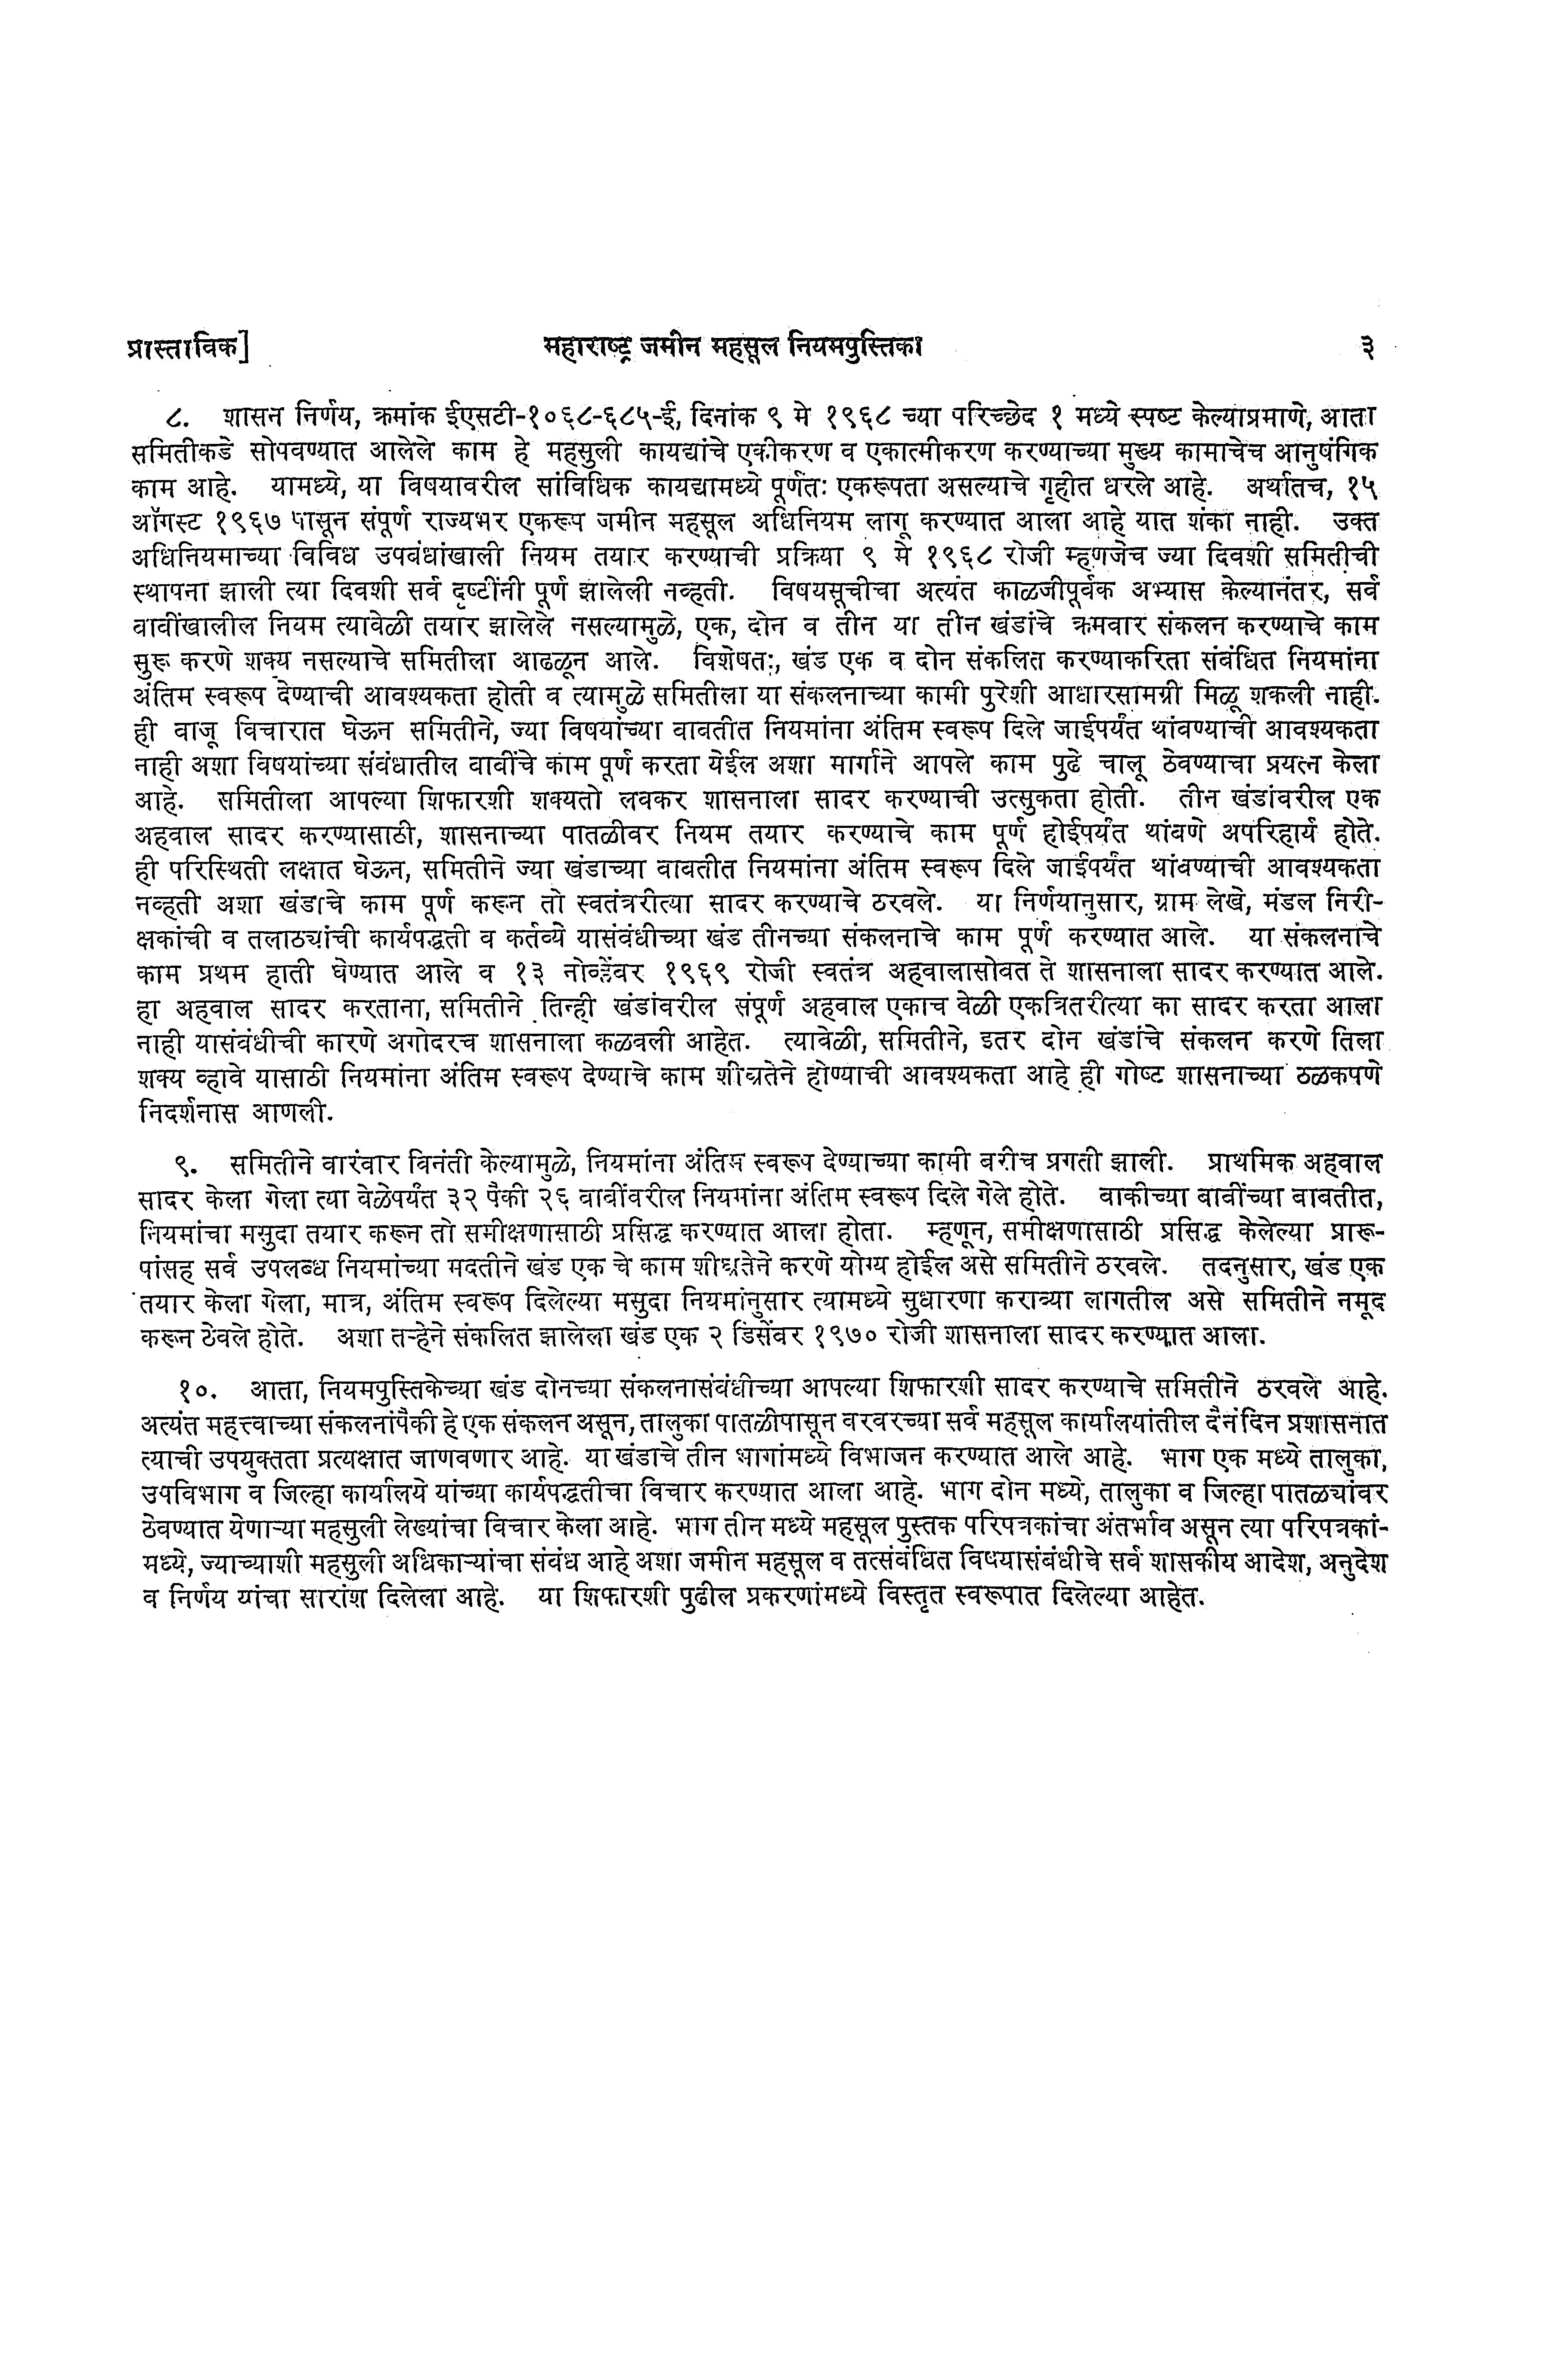 प्रास्ताविक] महाराष्ट्र जमीन महसूल नियमपुस्तिका ३
८. शासन निर्णय, क्रमांक ईएसटी-१०६८-६८५-ई, दिनांक ९ मे १९६८ च्या परिच्छेद १ मध्ये स्पष्ट केल्याप्रमाणे, आता
समितीकडे सोपवण्यात आलेले काम हे महसुली कायद्यांचे एकीकरण व एकात्मीकरण करण्याच्या मुख्य कामाचेच आनुषंगिक
काम आहे. यामध्ये, या विषयावरील सांविधिक कायद्यामध्ये पूर्णतः एकरूपता असल्याचे गृहीत धरले आहे. अर्थातच, १५
ऑगस्ट १९६७ पासून संपूर्ण राज्यभर एकरूप जमीन महसूल अधिनियम लागू करण्यात आला आहे यात शंका नाही. उक्त
अधिनियमाच्या विविध उपबंधांखाली नियम तयार करण्याची प्रक्रिया ९ मे १९६८ रोजी म्हणजेच ज्या दिवशी समितीची
स्थापना झाली त्या दिवशी सर्व दृष्टींनी पूर्ण झालेली नव्हती. विषयसूचीचा अत्यंत काळजीपूर्वक अभ्यास केल्यानंतर, सर्व
बाबींखालील नियम त्यावेळी तयार झालेले नसल्यामुळे, एक, दोन व तीन या तीन खंडांचे क्रमवार संकलन करण्याचे काम
सुरू करणे शक्य नसल्याचे समितीला आढळून आले. विशेषतः, खंड एक व दोन संकलित करण्याकरिता संबंधित नियमांना
अंतिम स्वरूप देण्याची आवश्यकता होती व त्यामुळे समितीला या संकलनाच्या कामी पुरेशी आधारसामग्री मिळू शकली नाही.
ही बाजू विचारात घेऊन समितीने, ज्या विषयांच्या बाबतीत नियमांना अंतिम स्वरूप दिले जाईपर्यंत थांबण्याची आवश्यकता
नाही अशा विषयांच्या संबंधातील बाबींचे काम पूर्ण करता येईल अशा मार्गाने आपले काम पुढे चालू ठेवण्याचा प्रयत्न केला
आहे. समितीला आपल्या शिफारशी शक्यतो लवकर शासनाला सादर करण्याची उत्सुकता होती. तीन खंडांवरील एक
अहवाल सादर करण्यासाठी, शासनाच्या पातळीवर नियम तयार करण्याचे काम पूर्ण होईपर्यंत थांबणे अपरिहार्य होते.
ही परिस्थिती लक्षात घेऊन, समितीने ज्या खंडाच्या बाबतीत नियमांना अंतिम स्वरूप दिले जाईपर्यंत थांबण्याची आवश्यकता
नव्हती अशा खंडाचे काम पूर्ण करून तो स्वतंत्ररीत्या सादर करण्याचे ठरवले. या निर्णयानुसार, ग्राम लेखे, मंडल निरी-
क्षकांची व तलाठ्यांची कार्यपद्धती व कर्तव्ये यासंबंधीच्या खंड तीनच्या संकलनाचे काम पूर्ण करण्यात आले. या संकलनाचे
काम प्रथम हाती घेण्यात आले व १३ नोव्हेंबर १९६९ रोजी स्वतंत्र अहवालासोबत ते शासनाला सादर करण्यात आले.
हा अहवाल सादर करताना, समितीने तिन्ही खंडांवरील संपूर्ण अहवाल एकाच वेळी एकत्रितरीत्या का सादर करता आला
नाही यासंबंधीची कारणे अगोदरच शासनाला कळवली आहेत. त्यावेळी, समितीने, इतर दोन खंडांचे संकलन करणे तिला
शक्य व्हावे यासाठी नियमांना अंतिम स्वरूप देण्याचे काम शीघ्रतेने होण्याची आवश्यकता आहे ही गोष्ट शासनाच्या ठळकपणे
निदर्शनास आणली.
९. समितीने वारंवार विनंती केल्यामुळे, नियमांना अंतिम स्वरूप देण्याच्या कामी बरीच प्रगती झाली. प्राथमिक अहवाल
सादर केला गेला त्या वेळेपर्यंत ३२ पैकी २६ बाबींवरील नियमांना अंतिम स्वरूप दिले गेले होते. बाकीच्या बाबींच्या बाबतीत,
नियमांचा मसुदा तयार करून तो समीक्षणासाठी प्रसिद्ध करण्यात आला होता. म्हणून, समीक्षणासाठी प्रसिद्ध केलेल्या प्रारू-
पांसह सर्व उपलब्ध नियमांच्या मदतीने खंड एक चे काम शीघ्रतेने करणे योग्य होईल असे समितीने ठरवले. तदनुसार, खंड एक
तयार केला गेला, मात्र, अंतिम स्वरूप दिलेल्या मसुदा नियमांनुसार त्यामध्ये सुधारणा कराव्या लागतील असे समितीने नमूद
करून ठेवले होते. अशा तऱ्हेने संकलित झालेला खंड एक २ डिसेंबर १९७० रोजी शासनाला सादर करण्यात आला.
१०. आता, नियमपुस्तिकेच्या खंड दोनच्या संकलनासंबंधीच्या आपल्या शिफारशी सादर करण्याचे समितीने ठरवले आहे.
अत्यंत महत्त्वाच्या संकलनांपैकी हे एक संकलन असून, तालुका पातळीपासून वरवरच्या सर्व महसूल कार्यालयांतील दैनंदिन प्रशासनात
त्याची उपयुक्तता प्रत्यक्षात जाणवणार आहे. या खंडाचे तीन भागांमध्ये विभाजन करण्यात आले आहे. भाग एक मध्ये तालुका,
उपविभाग व जिल्हा कार्यालये यांच्या कार्यपद्धतीचा विचार करण्यात आला आहे. भाग दोन मध्ये, तालुका व जिल्हा पातळ्यांवर
ठेवण्यात येणाऱ्या महसुली लेख्यांचा विचार केला आहे. भाग तीन मध्ये महसूल पुस्तक परिपत्रकांचा अंतर्भाव असून त्या परिपत्रकां-
मध्ये, ज्याच्याशी महसुली अधिकाऱ्यांचा संबंध आहे अशा जमीन महसूल व तत्संबंधित विषयासंबंधीचे सर्व शासकीय आदेश, अनुदेश
व निर्णय यांचा सारांश दिलेला आहे. या शिफारशी पुढील प्रकरणांमध्ये विस्तृत स्वरूपात दिलेल्या आहेत.